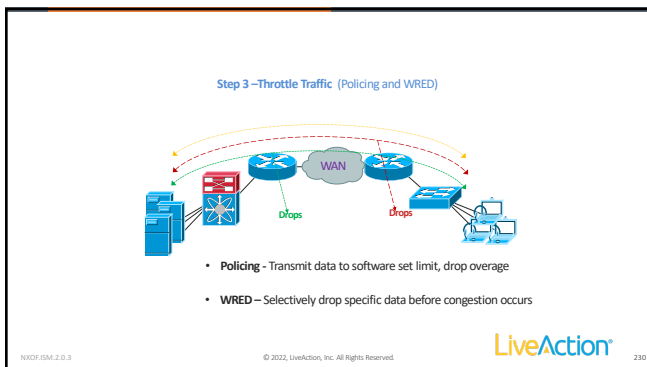 Step 3 –Throttle Traffic (Policing and WRED)
WAN
Drops
Drops
• Policing - Transmit data to software set limit, drop overage
• WRED – Selectively drop specific data before congestion occurs
NXOF.ISM.2.0.3
© 2022, LiveAction, Inc. All Rights Reserved.
LiveAction®
230